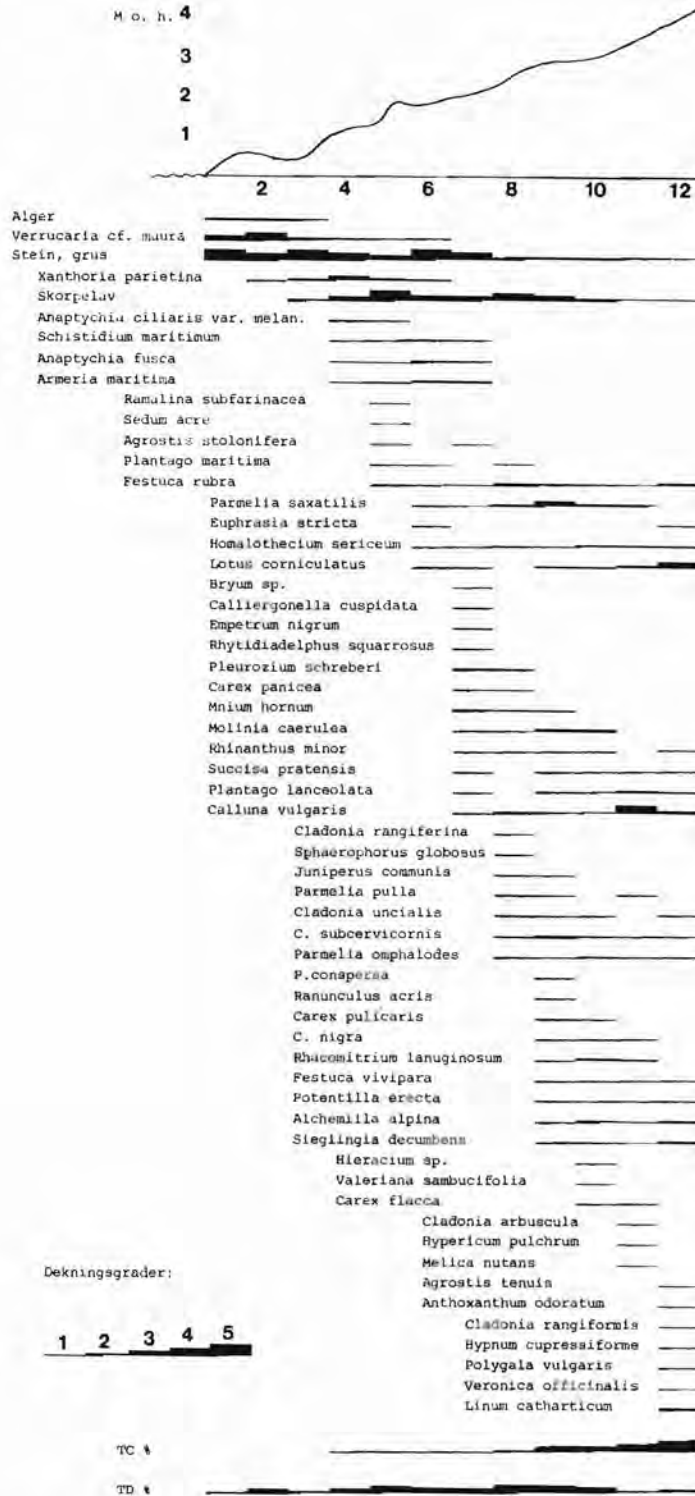 M o. h. 4
3
2
1
2 4 6 8 10 12
Alger
Verrucaria cf. maura
Stein, grus
Xanthoria parietina
Skorpelav
Anaptychia ciliaris var. melan.
Schistidium maritimum
Anaptychia fusca
Armeria maritima
Ramalina subfarinacea
Sedum acre
Agrostis stolonifera
Plantago maritima
Festuca rubra
Parmelia saxatilis
Euphrasia stricta
Homalothecium sericeum
Lotus corniculatus
Bryum sp.
Calliergonella cuspidata
Empetrum nigrum
Rhytidiadelphus squarrosus
Pleurozium schreberi
Carex panicea
Mnium hornum
Molinia caerulea
Rhinanthus minor
Succisa pratensis
Plantago lanceolata
Calluna vulgaris
Cladonia rangiferina
Sphaerophorus globosus
Juniperus communis
Parmelia pulla
Cladonia uncialis
C. subcervicornis
Parmelia omphalodes
P.conspersa
Ranunculus acris
Carex pulicaris
C. nigra
Rhacomitrium lanuginosum
Festuca vivipara
Potentilla erecta
Alchemilla alpina
Sieglingia decumbens
Hieracium sp.
Valeriana sambucifolia
Carex flacca
Cladonia arbuscula
Hypericum pulchrum
Melica nutans
Dekningsgrader:
Agrostis tenuis
Anthoxanthum odoratum
Cladonia rangiformis
1 2 3 4 5
Hypnum cupressiforme
Polygala vulgaris
Veronica officinalis
Linum catharticum
TC %
TD %